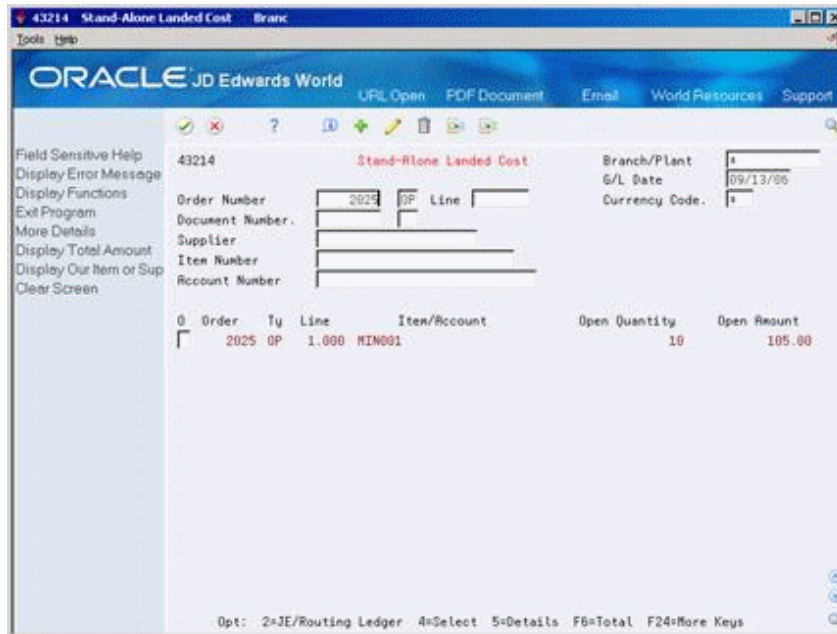 43214 Stand-Alone Landed Cost Branc
Tools Help
ORACLE JD Edwards World
URL Open PDF Document Email World Resources Support
Field Sensitive Help
Display Error Message
Display Functions
Exit Program
More Details
Display Total Amount
Display Our Item or Sup
Clear Screen
43214 Stand-Alone Landed Cost Branch/Plant *
G/L Date 09/13/06
Order Number 2025 OP Line Currency Code. *
Document Number.
Supplier
Item Number
Account Number
O Order Ty Line Item/Account Open Quantity Open Amount
2025 OP 1.000 MIN001 10 105.00
Opt: 2=JE/Routing Ledger 4=Select 5=Details F6=Total F24=More Keys